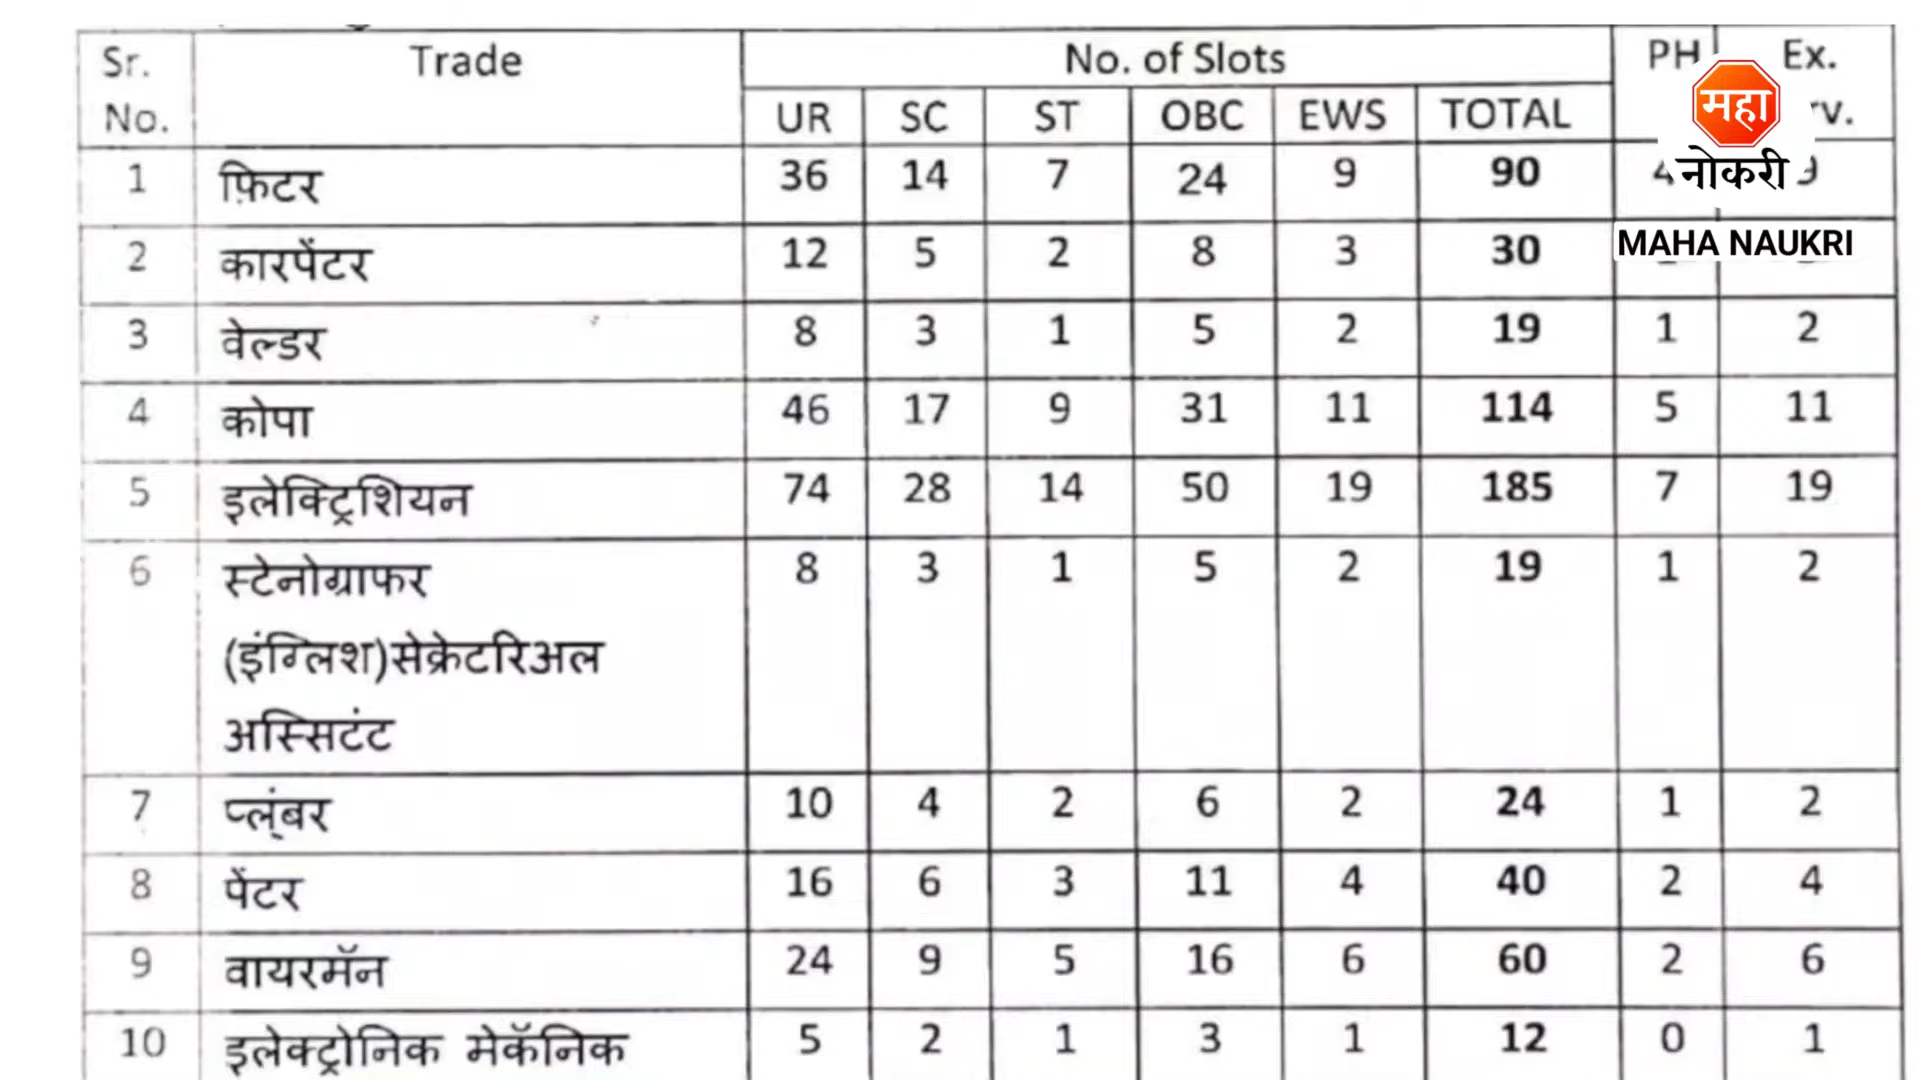 Sr. No. Trade No. of Slots PH Ex.
UR SC ST OBC EWS TOTAL
1 फ़िटर 36 14 7 24 9 90 4 9
2 कारपेंटर 12 5 2 8 3 30
3 वेल्डर 8 3 1 5 2 19 1 2
4 कोपा 46 17 9 31 11 114 5 11
5 इलेक्ट्रिशियन 74 28 14 50 19 185 7 19
6 स्टेनोग्राफर 8 3 1 5 2 19 1 2
(इंग्लिश)सेक्रेटरिअल
अस्सिटंट
7 प्लंबर 10 4 2 6 2 24 1 2
8 पेंटर 16 6 3 11 4 40 2 4
9 वायरमॅन 24 9 5 16 6 60 2 6
10 इलेक्ट्रोनिक मेकॅनिक 5 2 1 3 1 12 0 1
महा
नोकरी
MAHA NAUKRI